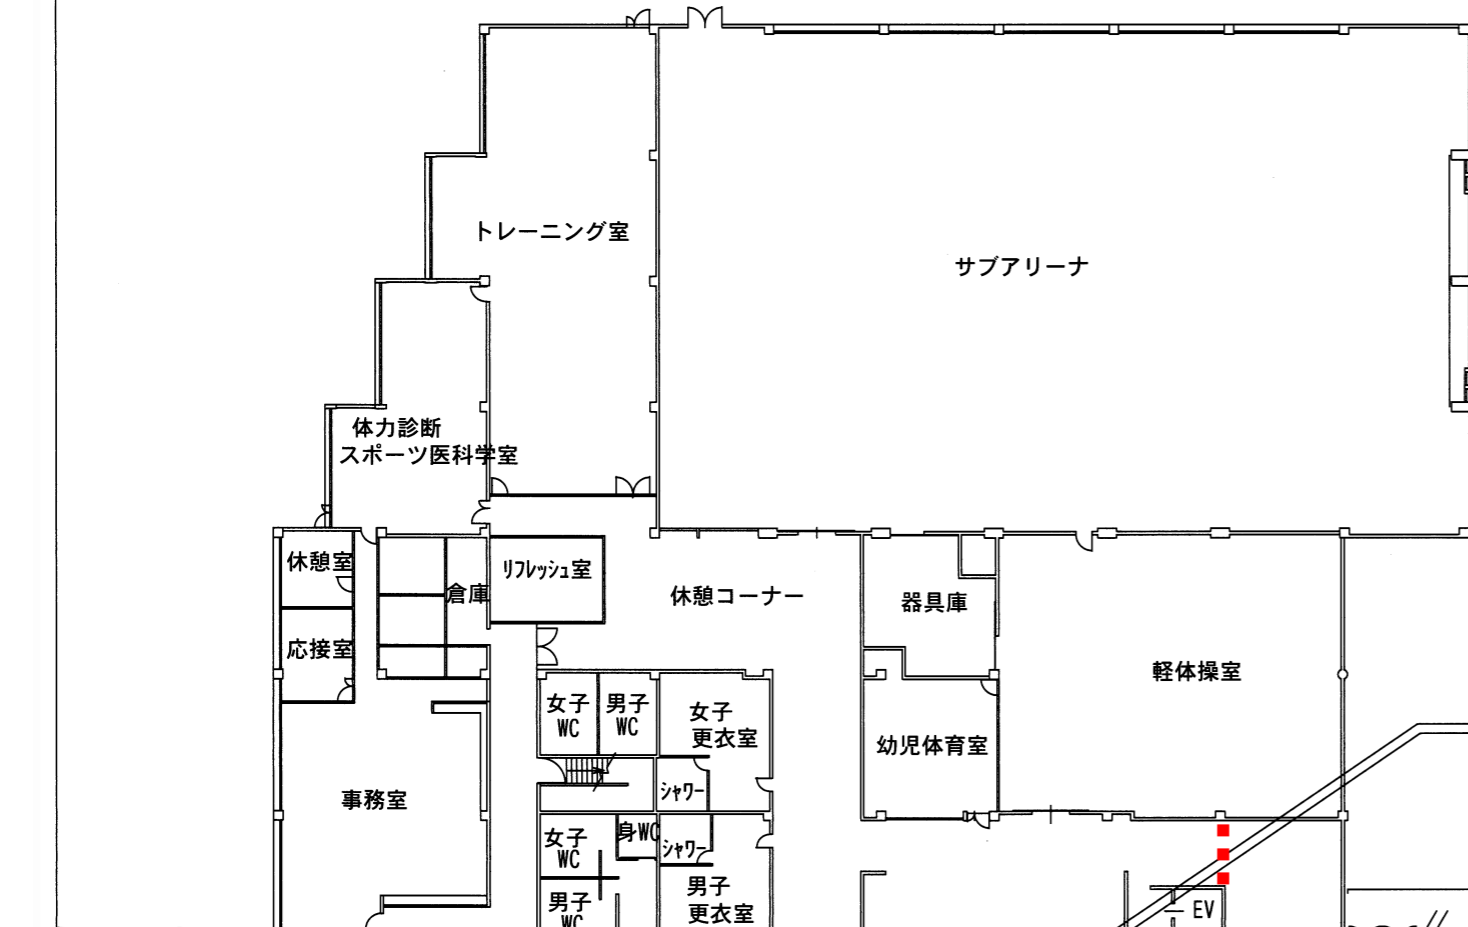 トレーニング室
サブアリーナ
体力診断
スポーツ医科学室
休憩室
倉庫
リフレッシュ室
休憩コーナー
器具庫
応接室
軽体操室
女子
WC
男子
WC
女子
更衣室
幼児体育室
シャワー
事務室
女子
WC
身WC
シャワー
男子
WC
男子
更衣室
EV